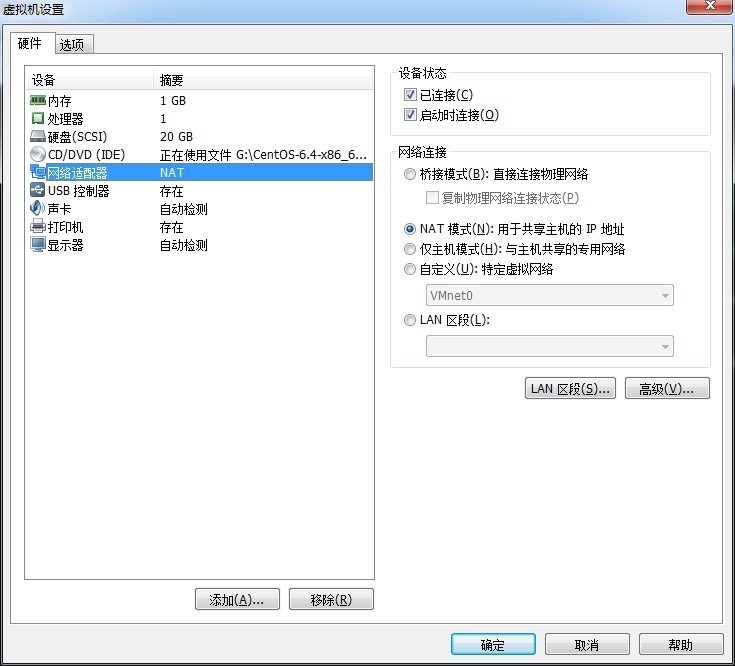 虚拟机设置
硬件 选项
设备 摘要
内存 1 GB
处理器 1
硬盘(SCSI) 20 GB
CD/DVD (IDE) 正在使用文件 G:\CentOS-6.4-x86_6...
网络适配器 NAT
USB 控制器 存在
声卡 自动检测
打印机 存在
显示器 自动检测
添加(A)... 移除(R)
设备状态
已连接(C)
启动时连接(O)
网络连接
桥接模式(B): 直接连接物理网络
复制物理网络连接状态(P)
NAT 模式(N): 用于共享主机的 IP 地址
仅主机模式(H): 与主机共享的专用网络
自定义(U): 特定虚拟网络
VMnet0
LAN 区段(L):
LAN 区段(S)... 高级(V)...
确定 取消 帮助